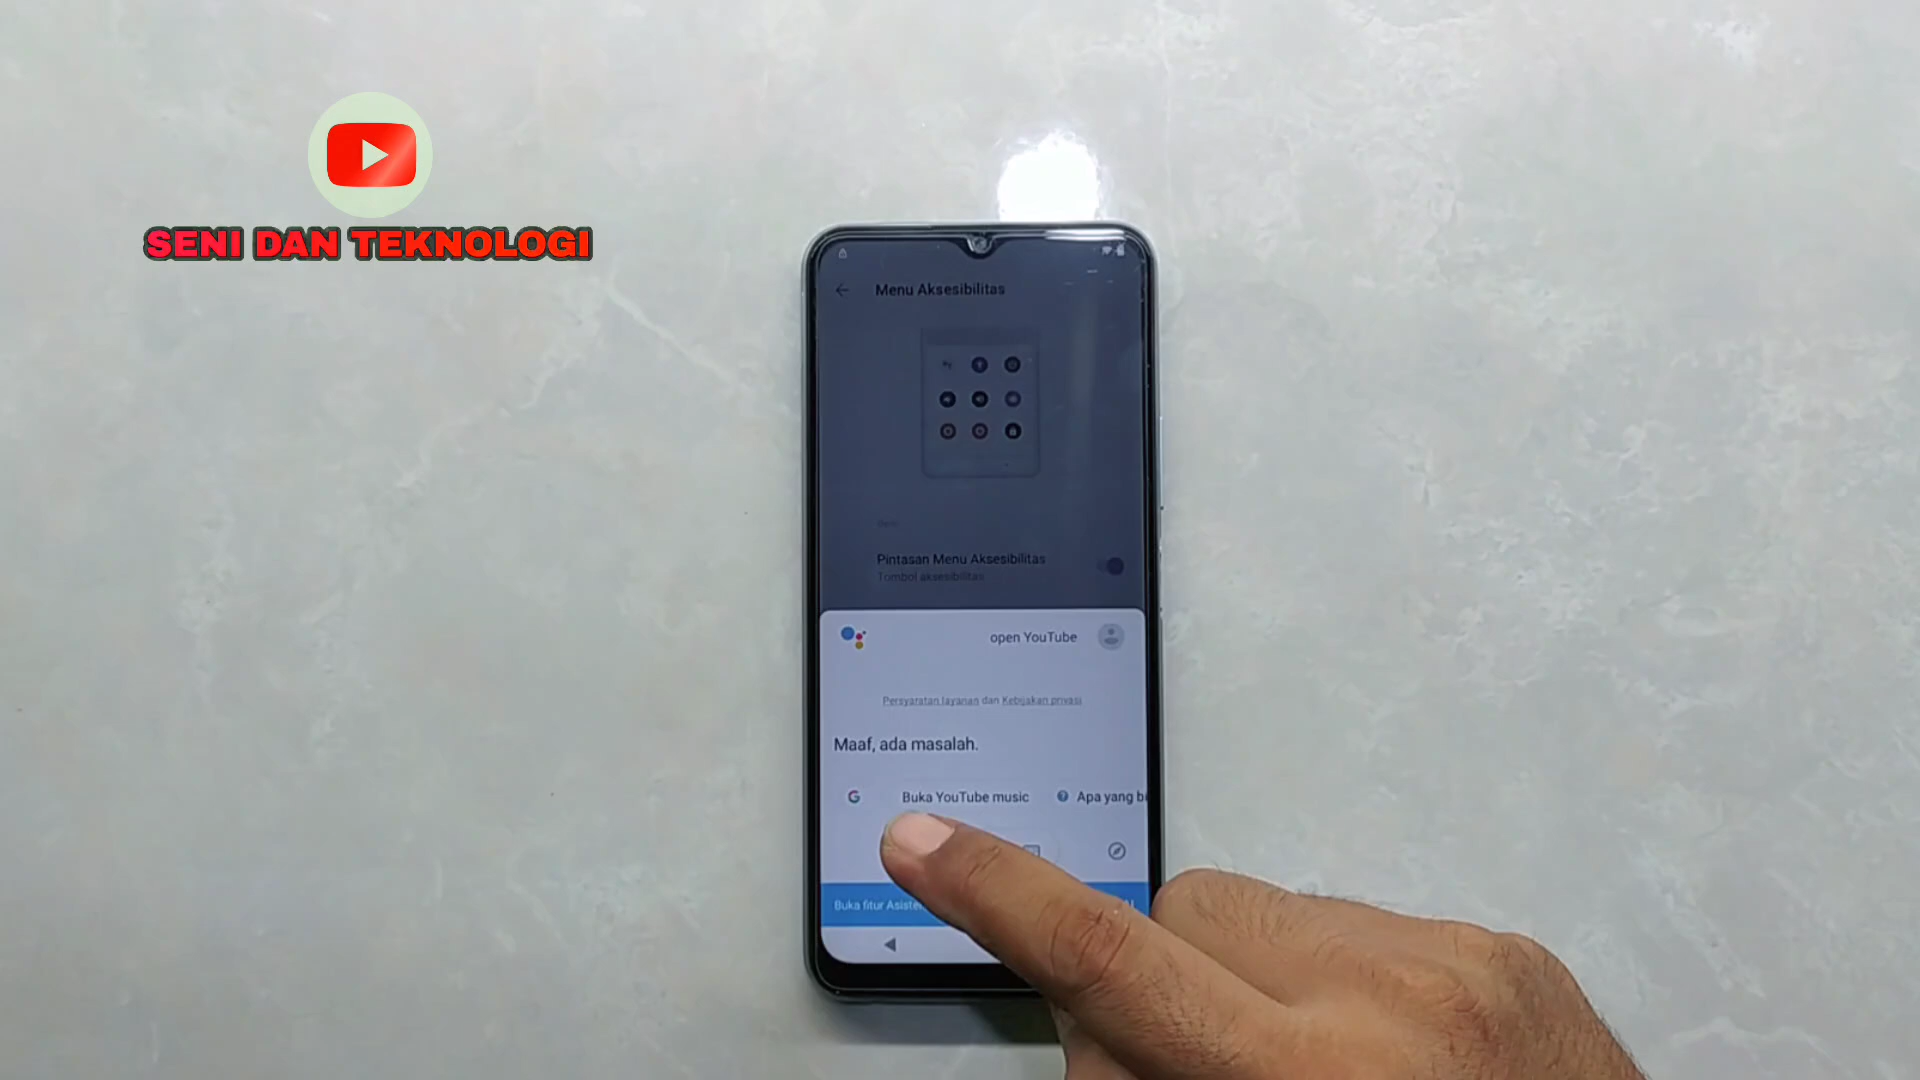 SENI DAN TEKNOLOGI
Menu Aksesibilitas
Pintasan Menu Aksesibilitas
Tombol aksesibilitas
open YouTube
Persyaratan layanan dan Kebijakan privasi
Maaf, ada masalah.
Buka YouTube music
Apa yang bi
Buka fitur Asiste